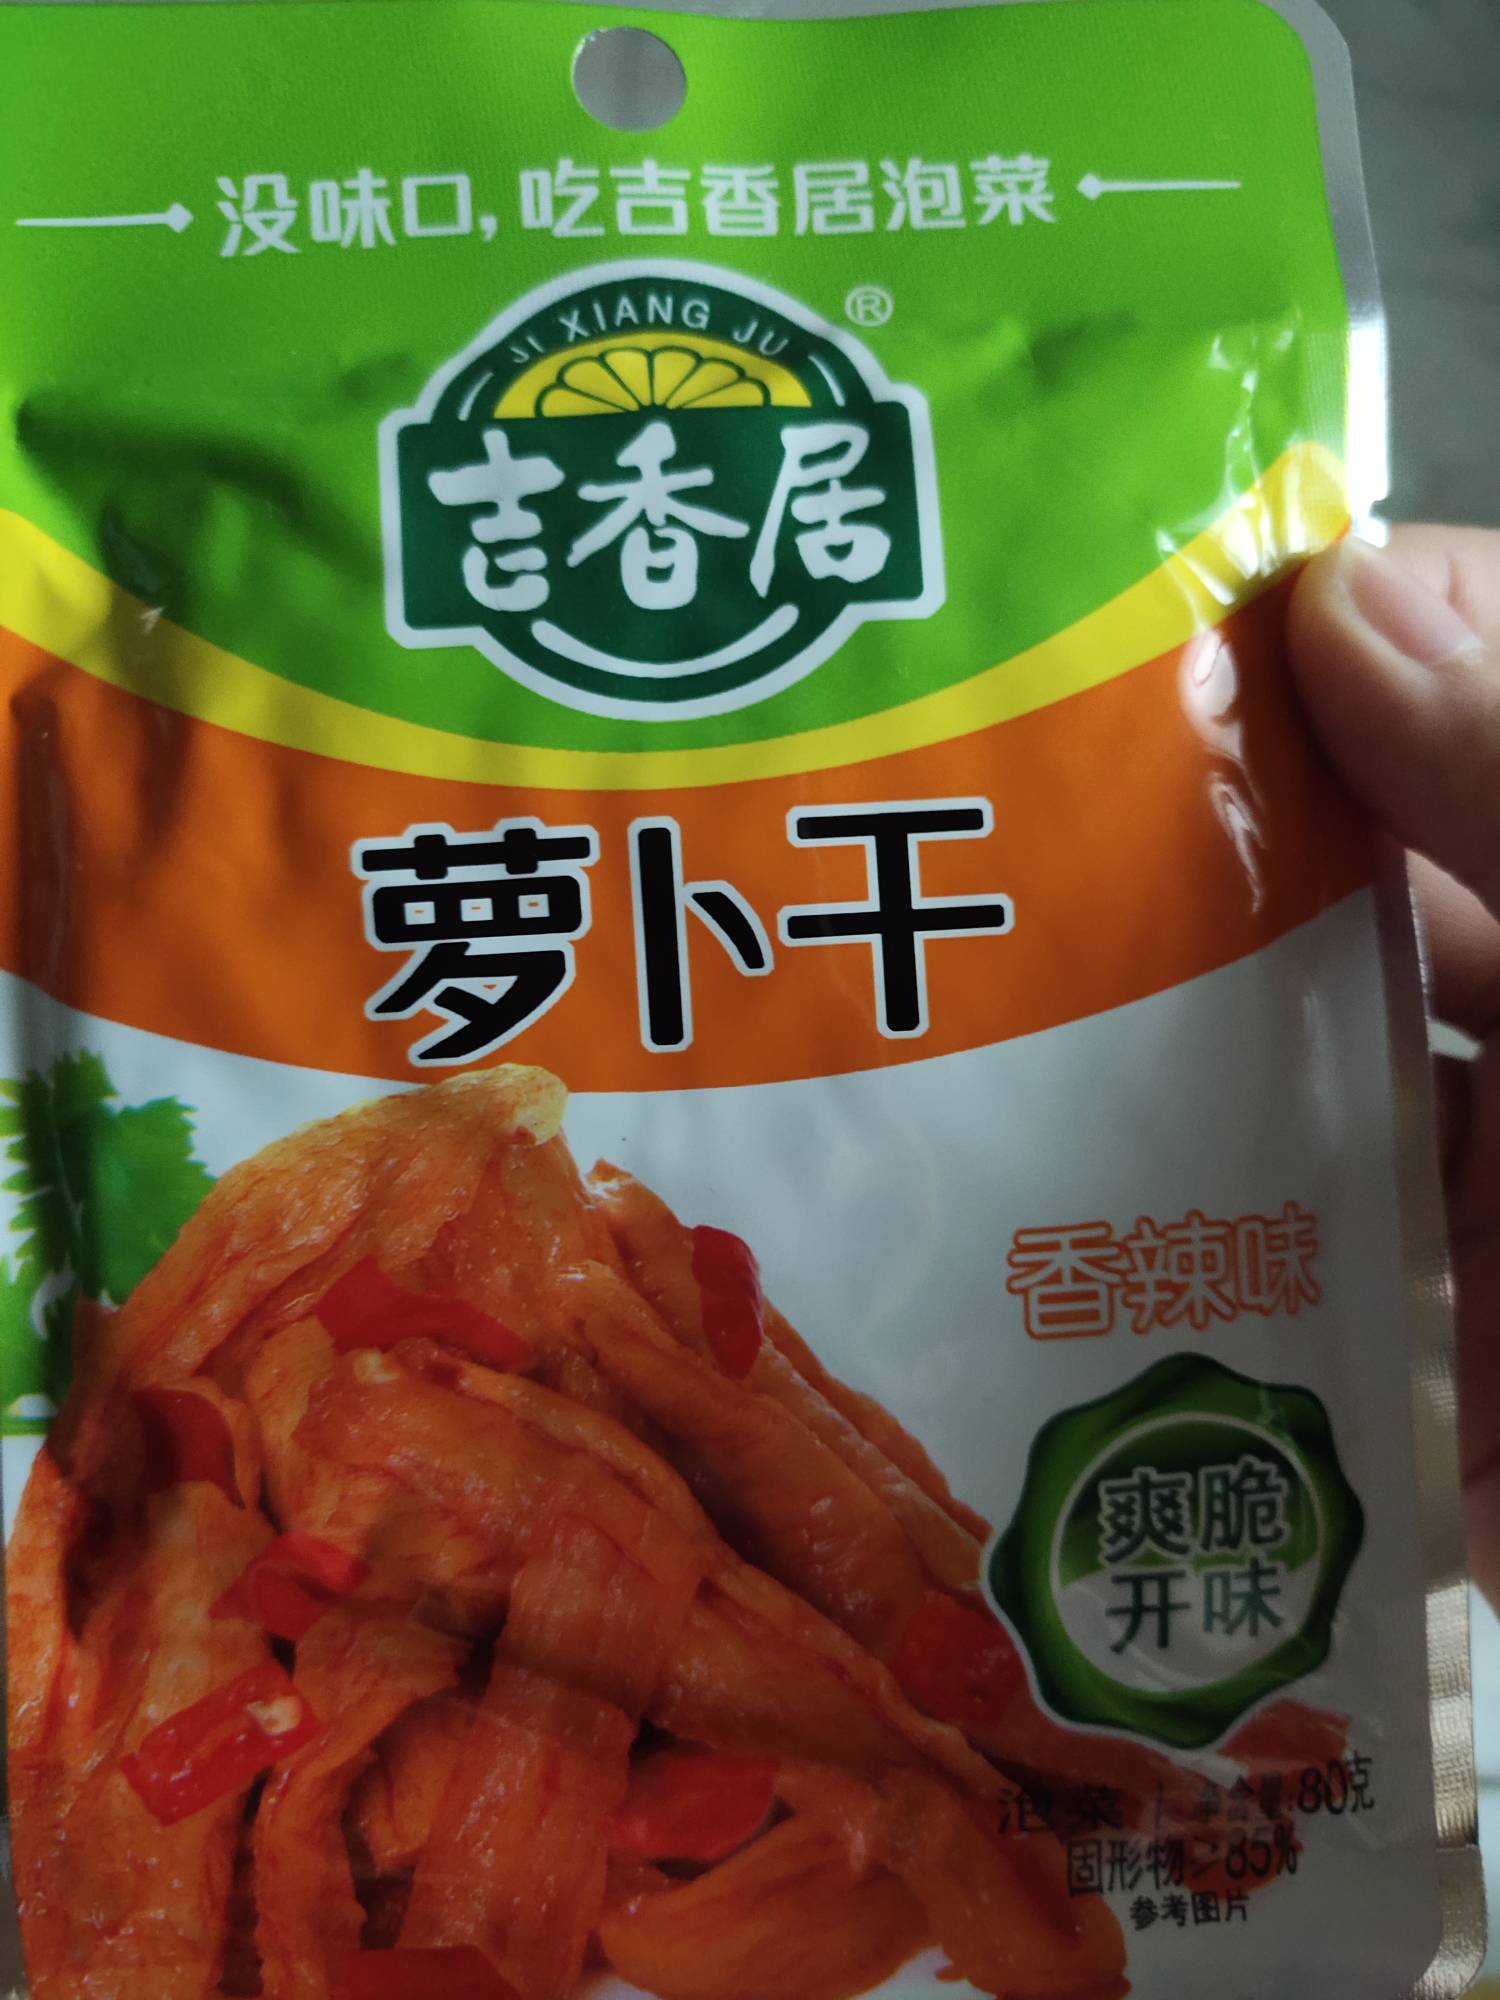 没味口，吃吉香居泡菜
®
JI XIANG JU
吉香居
萝卜干
香辣味
爽脆
开味
泡菜 | 净含量:80克
固形物≥85%
参考图片